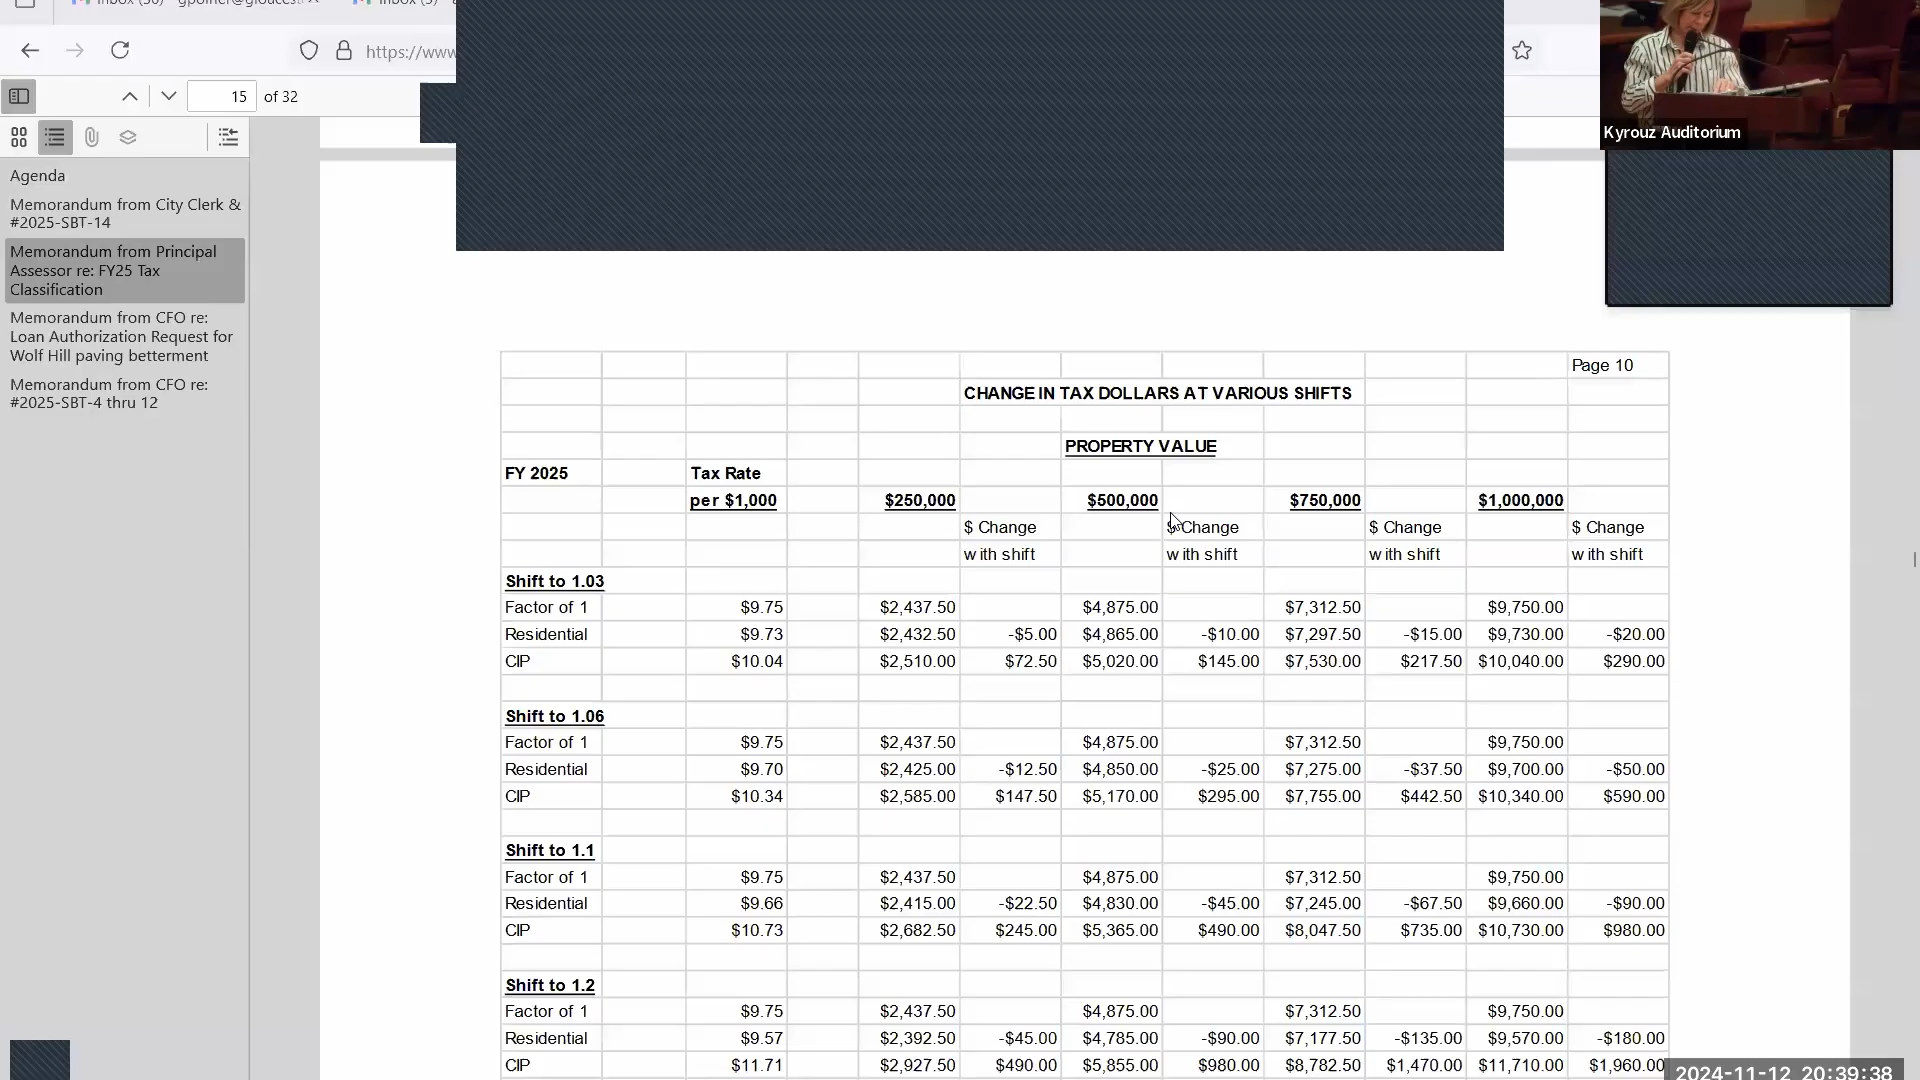 15 of 32
https://www
Kyrouz Auditorium
Agenda
Memorandum from City Clerk &
#2025-SBT-14
Memorandum from Principal
Assessor re: FY25 Tax
Classification
Memorandum from CFO re:
Loan Authorization Request for
Wolf Hill paving betterment
Memorandum from CFO re:
#2025-SBT-4 thru 12
Page 10
CHANGE IN TAX DOLLARS AT VARIOUS SHIFTS
PROPERTY VALUE
FY 2025 Tax Rate
per $1,000 $250,000 $500,000 $750,000 $1,000,000
$ Change $ Change $ Change $ Change
with shift with shift with shift with shift
Shift to 1.03
Factor of 1 $9.75 $2,437.50 $4,875.00 $7,312.50 $9,750.00
Residential $9.73 $2,432.50 -$5.00 $4,865.00 -$10.00 $7,297.50 -$15.00 $9,730.00 -$20.00
CIP $10.04 $2,510.00 $72.50 $5,020.00 $145.00 $7,530.00 $217.50 $10,040.00 $290.00
Shift to 1.06
Factor of 1 $9.75 $2,437.50 $4,875.00 $7,312.50 $9,750.00
Residential $9.70 $2,425.00 -$12.50 $4,850.00 -$25.00 $7,275.00 -$37.50 $9,700.00 -$50.00
CIP $10.34 $2,585.00 $147.50 $5,170.00 $295.00 $7,755.00 $442.50 $10,340.00 $590.00
Shift to 1.1
Factor of 1 $9.75 $2,437.50 $4,875.00 $7,312.50 $9,750.00
Residential $9.66 $2,415.00 -$22.50 $4,830.00 -$45.00 $7,245.00 -$67.50 $9,660.00 -$90.00
CIP $10.73 $2,682.50 $245.00 $5,365.00 $490.00 $8,047.50 $735.00 $10,730.00 $980.00
Shift to 1.2
Factor of 1 $9.75 $2,437.50 $4,875.00 $7,312.50 $9,750.00
Residential $9.57 $2,392.50 -$45.00 $4,785.00 -$90.00 $7,177.50 -$135.00 $9,570.00 -$180.00
CIP $11.71 $2,927.50 $490.00 $5,855.00 $980.00 $8,782.50 $1,470.00 $11,710.00 $1,960.00
2024-11-12 20:39:38